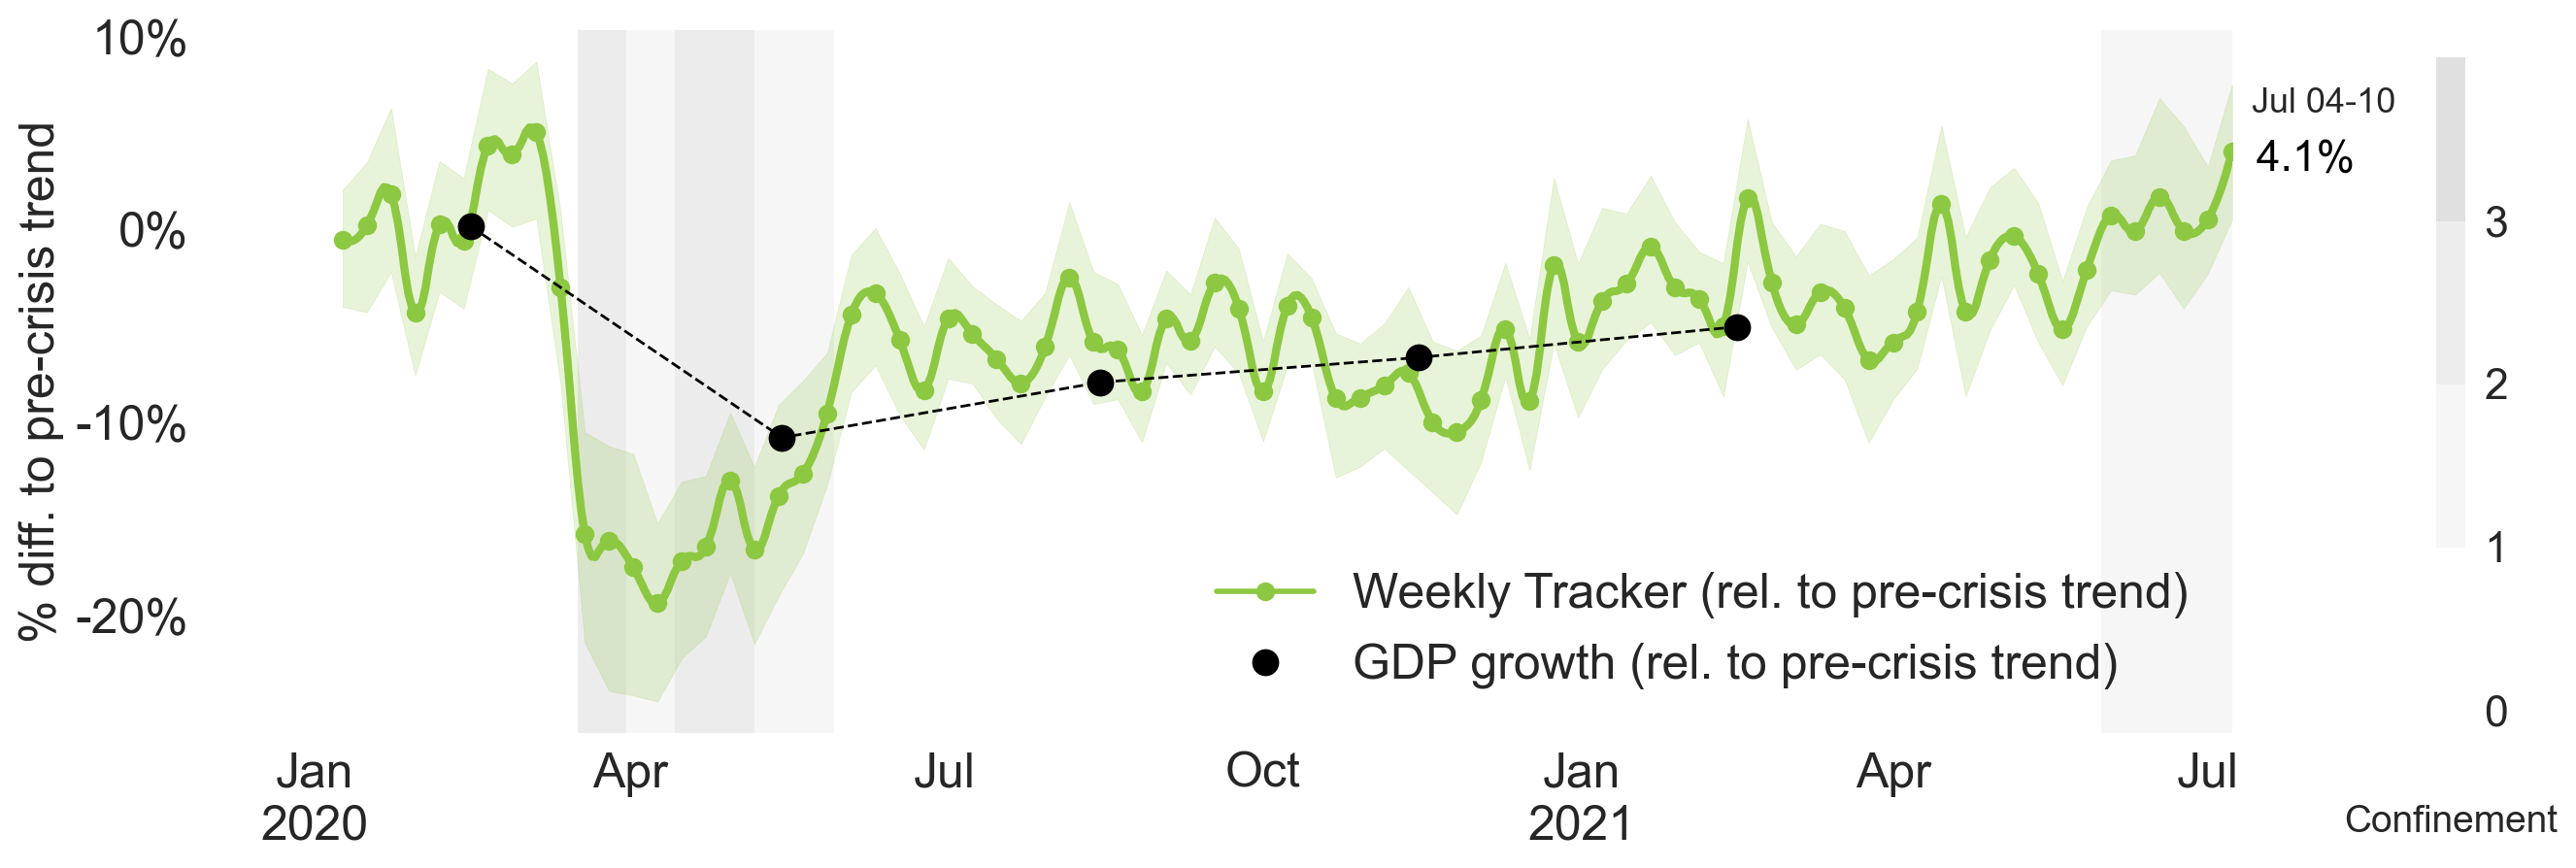 % diff. to pre-crisis trend
10%
0%
-10%
-20%
Jul 04-10
4.1%
3
2
1
0
Confinement
Weekly Tracker (rel. to pre-crisis trend)
GDP growth (rel. to pre-crisis trend)
Jan
2020
Apr
Jul
Oct
Jan
2021
Apr
Jul